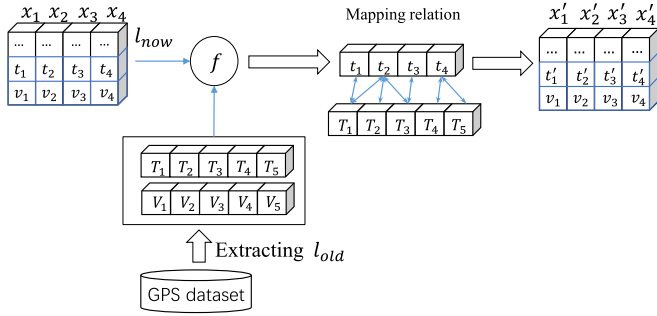 x₁ x₂ x₃ x₄
... ... ... ...
t₁ t₂ t₃ t₄
v₁ v₂ v₃ v₄
l_now
f
Mapping relation
t₁ t₂ t₃ t₄
T₁ T₂ T₃ T₄ T₅
x′₁ x′₂ x′₃ x′₄
... ... ... ...
t′₁ t′₂ t′₃ t′₄
v₁ v₂ v₃ v₄
T₁ T₂ T₃ T₄ T₅
V₁ V₂ V₃ V₄ V₅
Extracting l_old
GPS dataset